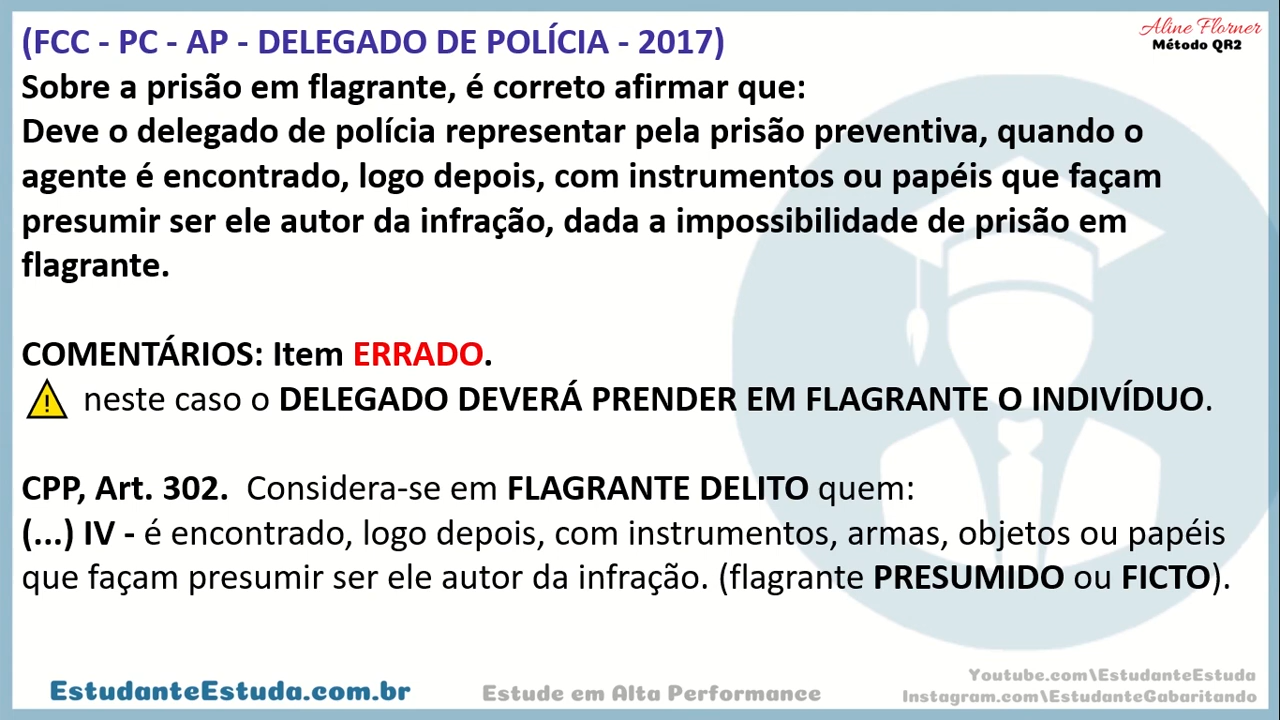 (FCC - PC - AP - DELEGADO DE POLÍCIA - 2017)
Aline Florner
Método QR2
Sobre a prisão em flagrante, é correto afirmar que:
Deve o delegado de polícia representar pela prisão preventiva, quando o
agente é encontrado, logo depois, com instrumentos ou papéis que façam
presumir ser ele autor da infração, dada a impossibilidade de prisão em
flagrante.
COMENTÁRIOS: Item ERRADO.
neste caso o DELEGADO DEVERÁ PRENDER EM FLAGRANTE O INDIVÍDUO.
CPP, Art. 302. Considera-se em FLAGRANTE DELITO quem:
(...) IV - é encontrado, logo depois, com instrumentos, armas, objetos ou papéis
que façam presumir ser ele autor da infração. (flagrante PRESUMIDO ou FICTO).
EstudanteEstuda.com.br
Estude em Alta Performance
Youtube.com\EstudanteEstuda
Instagram.com\EstudanteGabaritando